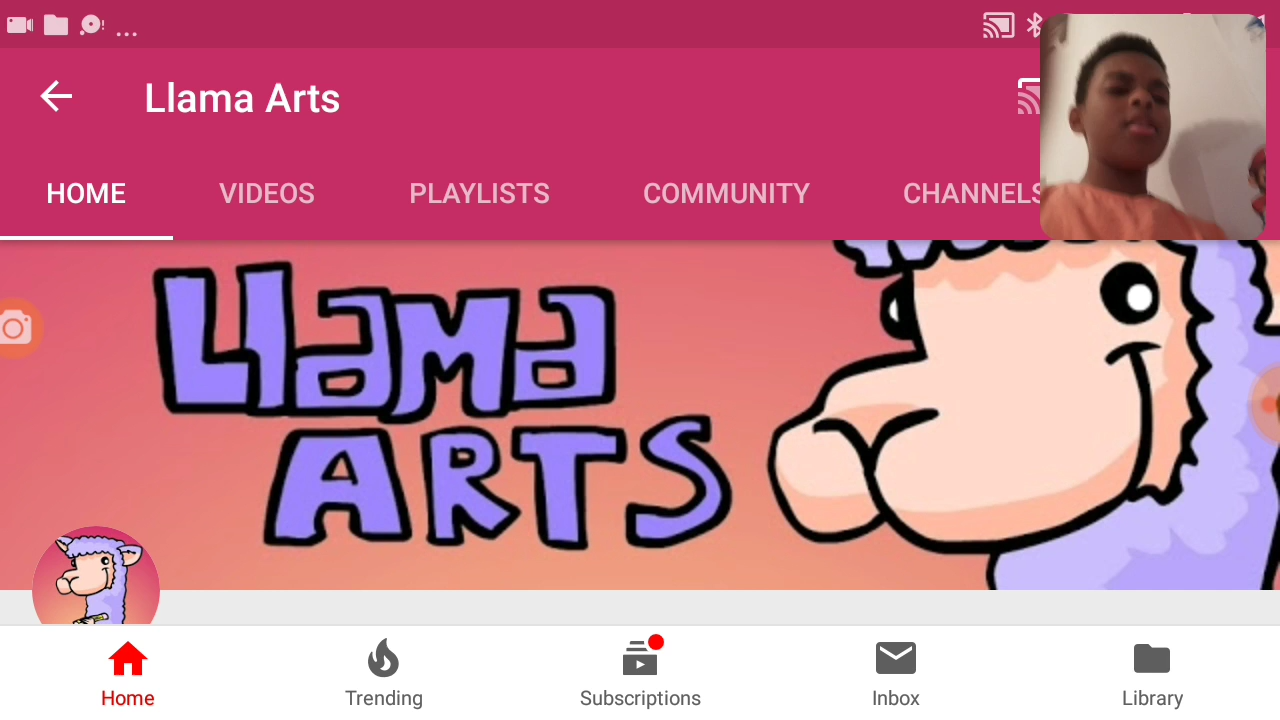 Llama Arts
HOME VIDEOS PLAYLISTS COMMUNITY CHANNELS
Llama
ARTS
Home Trending Subscriptions Inbox Library